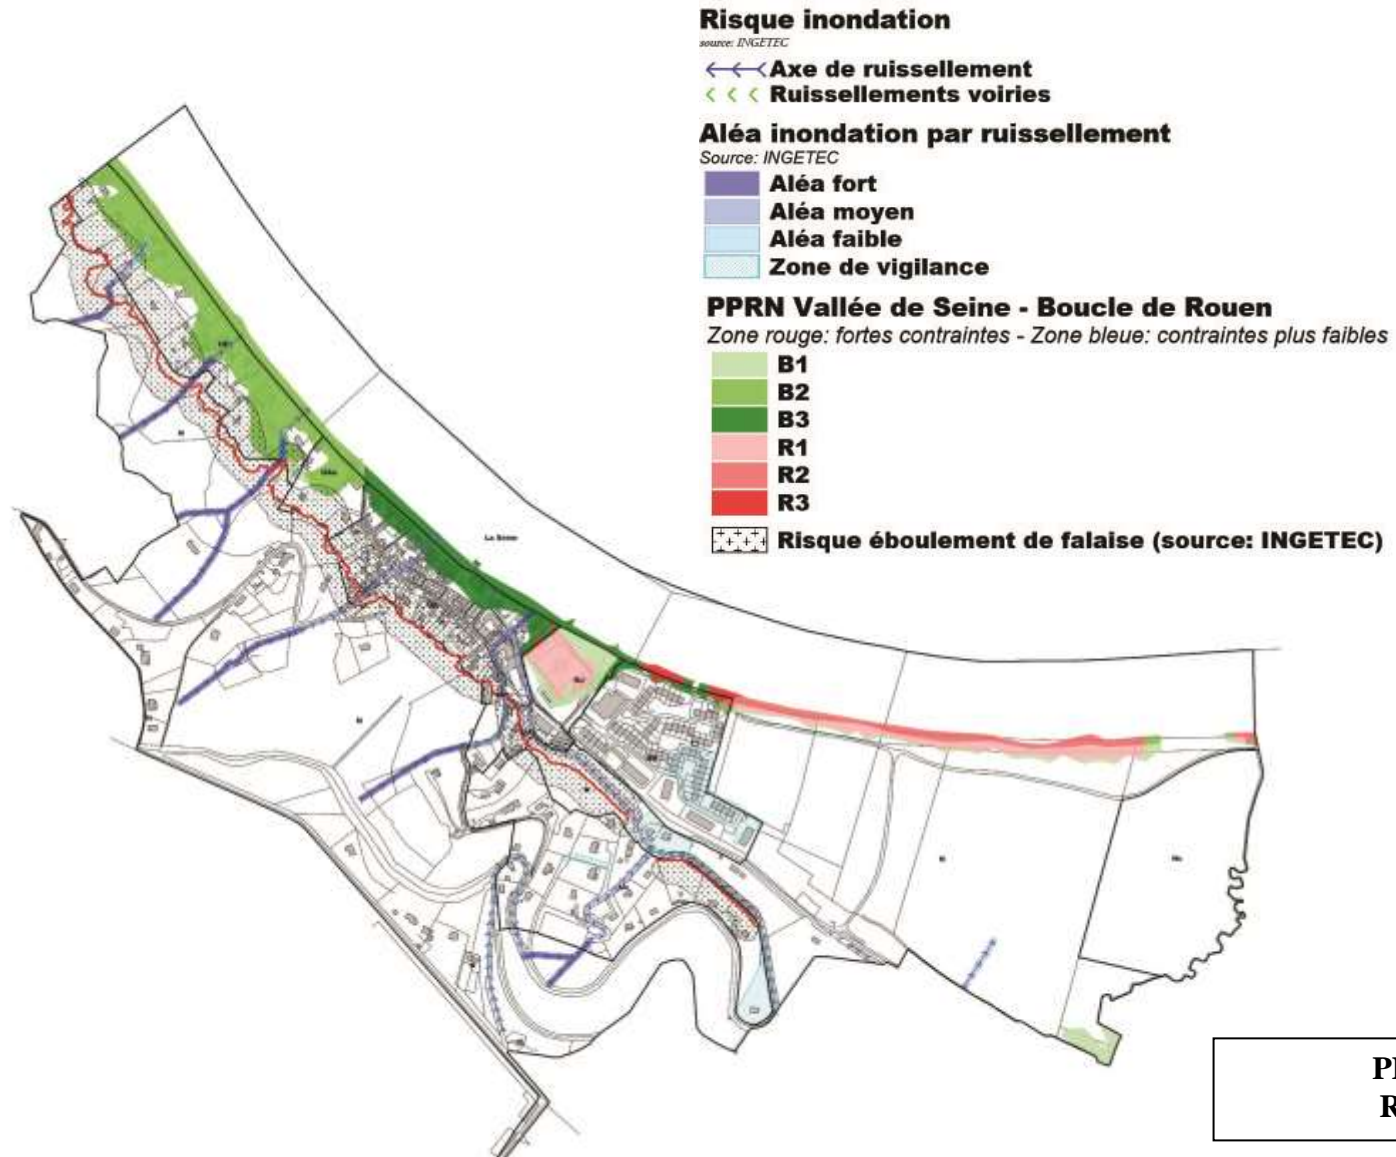 Risque inondation
source: INGETEC
Axe de ruissellement
Ruissellements voiries
Aléa inondation par ruissellement
Source: INGETEC
Aléa fort
Aléa moyen
Aléa faible
Zone de vigilance
PPRN Vallée de Seine - Boucle de Rouen
Zone rouge: fortes contraintes - Zone bleue: contraintes plus faibles
B1
B2
B3
R1
R2
R3
Risque éboulement de falaise (source: INGETEC)
La Seine